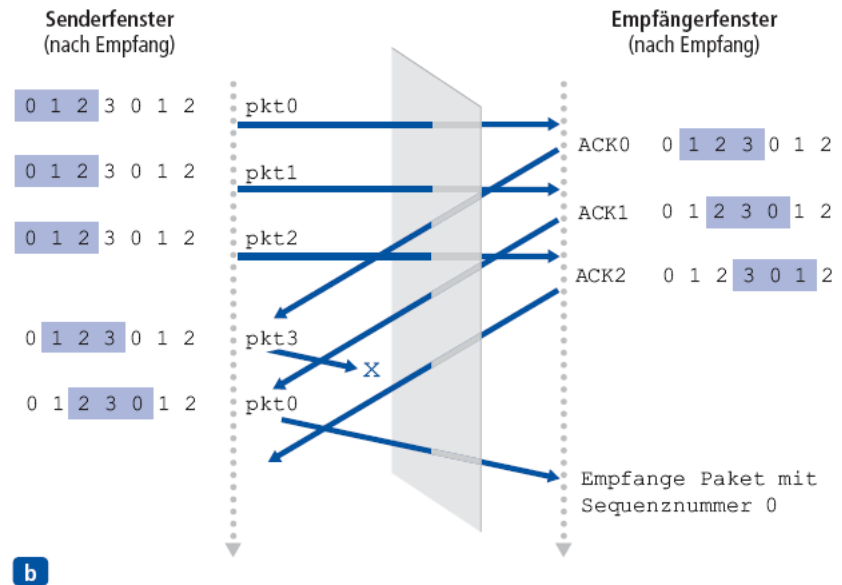 Senderfenster
(nach Empfang)
Empfängerfenster
(nach Empfang)
0 1 2 3 0 1 2
pkt0
ACK0 0 1 2 3 0 1 2
0 1 2 3 0 1 2
pkt1
ACK1 0 1 2 3 0 1 2
0 1 2 3 0 1 2
pkt2
ACK2 0 1 2 3 0 1 2
0 1 2 3 0 1 2
pkt3
X
0 1 2 3 0 1 2
pkt0
Empfange Paket mit
Sequenznummer 0
b